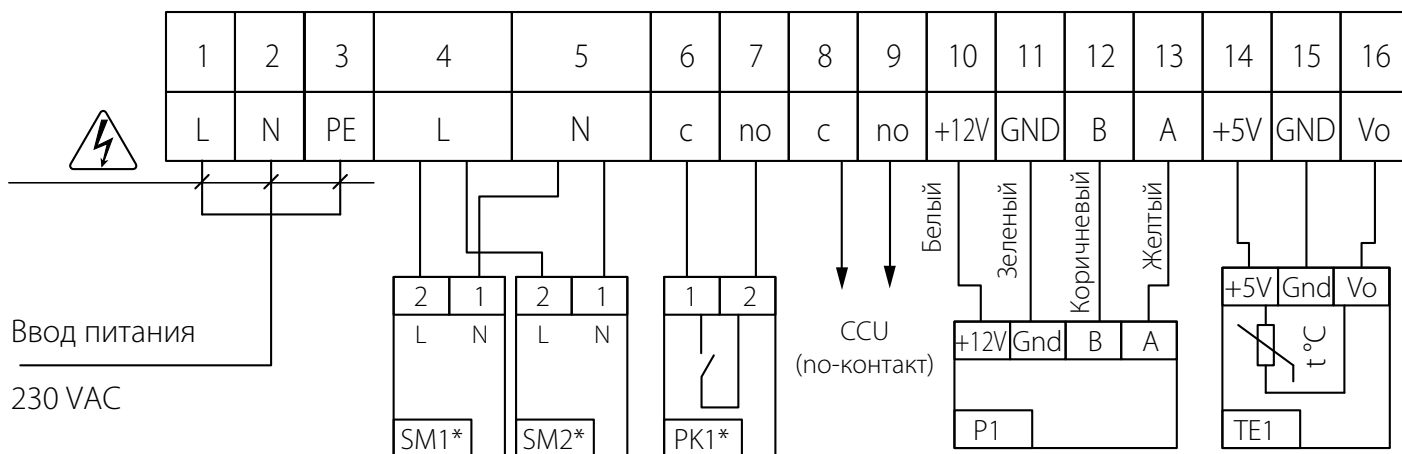 1 2 3 4 5 6 7 8 9 10 11 12 13 14 15 16
L N PE L N c no c no +12V GND B A +5V GND Vo
Белый
Зеленый
Коричневый
Желтый
2 1 2 1 1 2
L N L N
+5V Gnd Vo
t °C
Ввод питания
230 VAC
CCU
(no-контакт)
+12V Gnd B A
SM1* SM2* PK1* P1 TE1